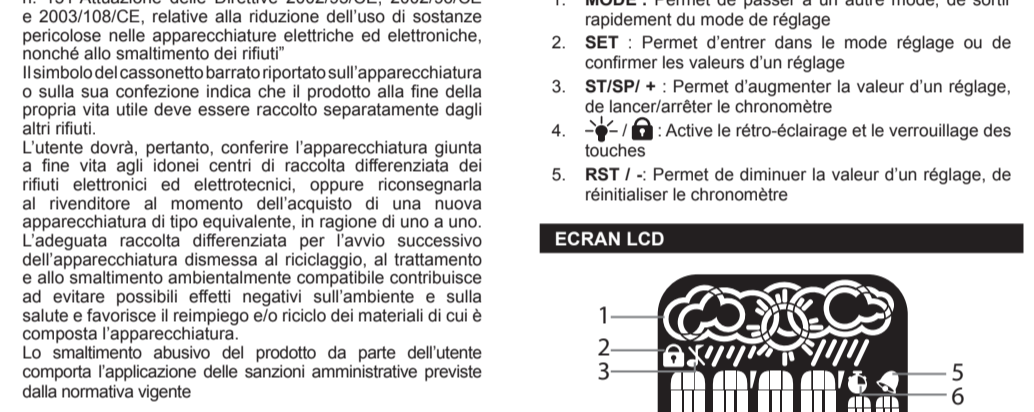 e 2003/108/CE, relative alla riduzione dell’uso di sostanze
pericolose nelle apparecchiature elettriche ed elettroniche,
nonché allo smaltimento dei rifiuti”
Il simbolo del cassonetto barrato riportato sull’apparecchiatura
o sulla sua confezione indica che il prodotto alla fine della
propria vita utile deve essere raccolto separatamente dagli
altri rifiuti.
L’utente dovrà, pertanto, conferire l’apparecchiatura giunta
a fine vita agli idonei centri di raccolta differenziata dei
rifiuti elettronici ed elettrotecnici, oppure riconsegnarla
al rivenditore al momento dell’acquisto di una nuova
apparecchiatura di tipo equivalente, in ragione di uno a uno.
L’adeguata raccolta differenziata per l’avvio successivo
dell’apparecchiatura dismessa al riciclaggio, al trattamento
e allo smaltimento ambientalmente compatibile contribuisce
ad evitare possibili effetti negativi sull’ambiente e sulla
salute e favorisce il reimpiego e/o riciclo dei materiali di cui è
composta l’apparecchiatura.
Lo smaltimento abusivo del prodotto da parte dell’utente
comporta l’applicazione delle sanzioni amministrative previste
dalla normativa vigente
1. MODE : Permet de passer à un autre mode, de sortir
rapidement du mode de réglage
2. SET : Permet d’entrer dans le mode réglage ou de
confirmer les valeurs d’un réglage
3. ST/SP/ + : Permet d’augmenter la valeur d’un réglage,
de lancer/arrêter le chronomètre
4. / : Active le rétro-éclairage et le verrouillage des
touches
5. RST / -: Permet de diminuer la valeur d’un réglage, de
réinitialiser le chronomètre
ECRAN LCD
1
2
3
5
6